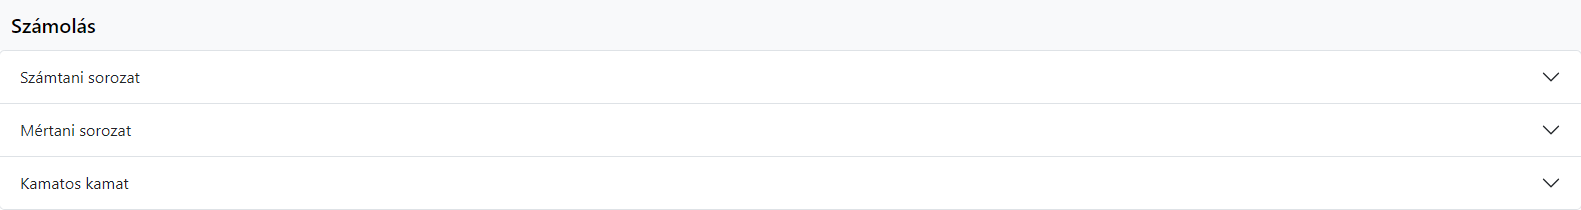 Számolás
Számtani sorozat
Mértani sorozat
Kamatos kamat